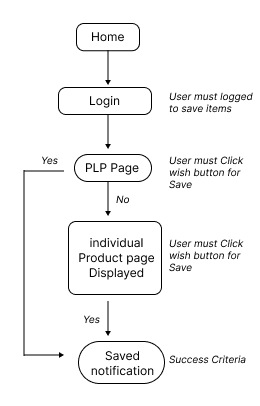 Home
Login
User must logged
to save items
Yes
PLP Page
User must Click
wish button for
Save
No
individual
Product page
Displayed
User must Click
wish button for
Save
Yes
Saved
notification
Success Criteria